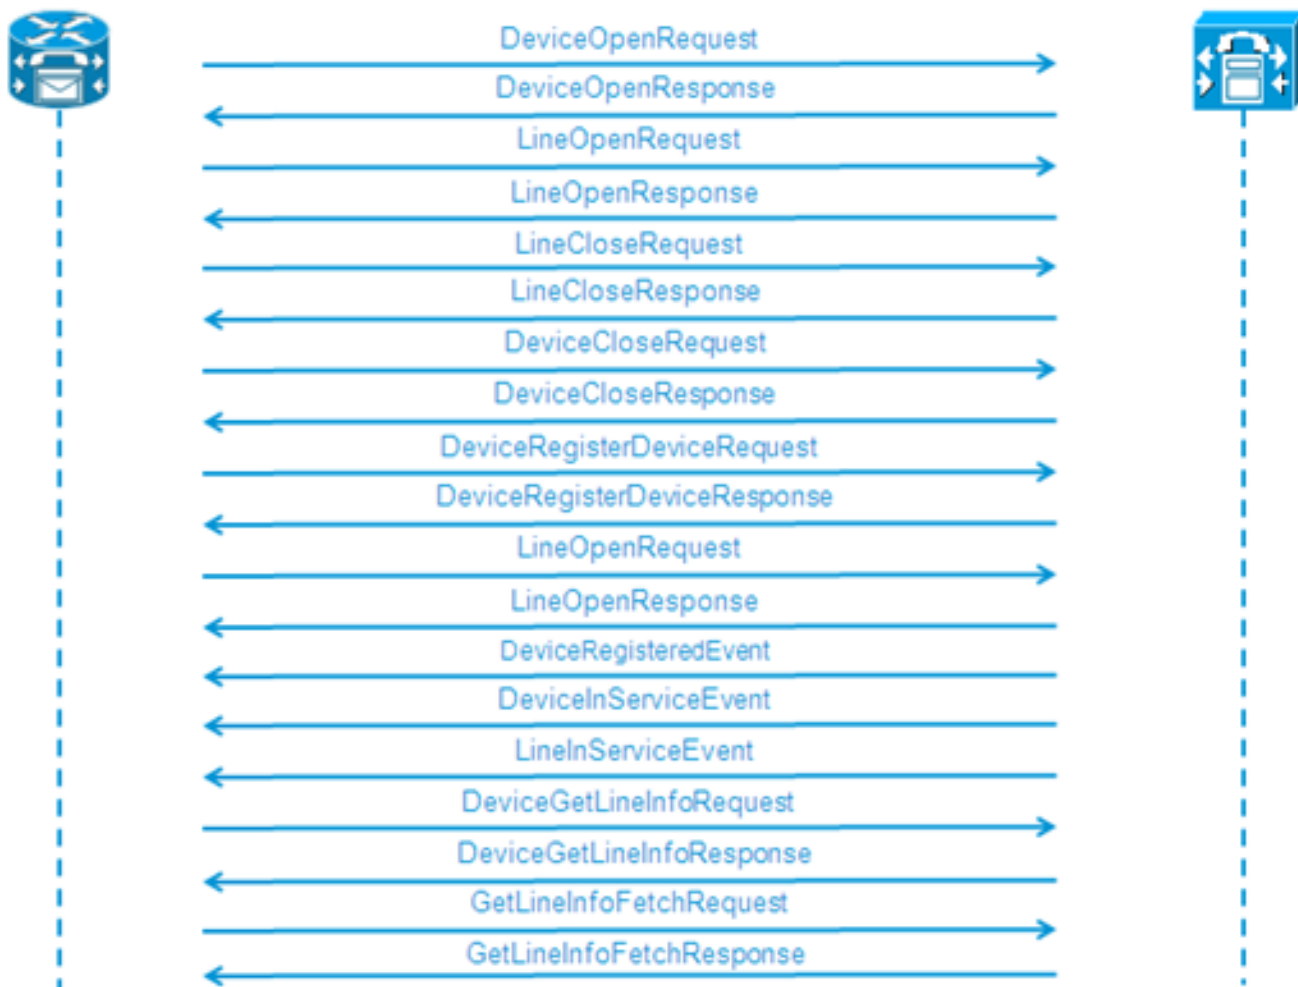 DeviceOpenRequest
DeviceOpenResponse
LineOpenRequest
LineOpenResponse
LineCloseRequest
LineCloseResponse
DeviceCloseRequest
DeviceCloseResponse
DeviceRegisterDeviceRequest
DeviceRegisterDeviceResponse
LineOpenRequest
LineOpenResponse
DeviceRegisteredEvent
DeviceInServiceEvent
LineInServiceEvent
DeviceGetLineInfoRequest
DeviceGetLineInfoResponse
GetLineInfoFetchRequest
GetLineInfoFetchResponse